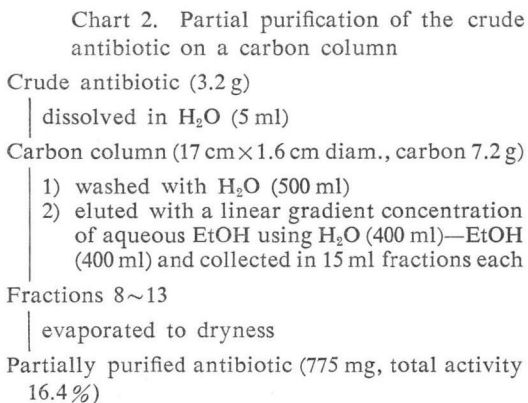 Chart 2. Partial purification of the crude
antibiotic on a carbon column
Crude antibiotic (3.2 g)
dissolved in H₂O (5 ml)
Carbon column (17 cm×1.6 cm diam., carbon 7.2 g)
1) washed with H₂O (500 ml)
2) eluted with a linear gradient concentration
of aqueous EtOH using H₂O (400 ml)—EtOH
(400 ml) and collected in 15 ml fractions each
Fractions 8~13
evaporated to dryness
Partially purified antibiotic (775 mg, total activity
16.4%)